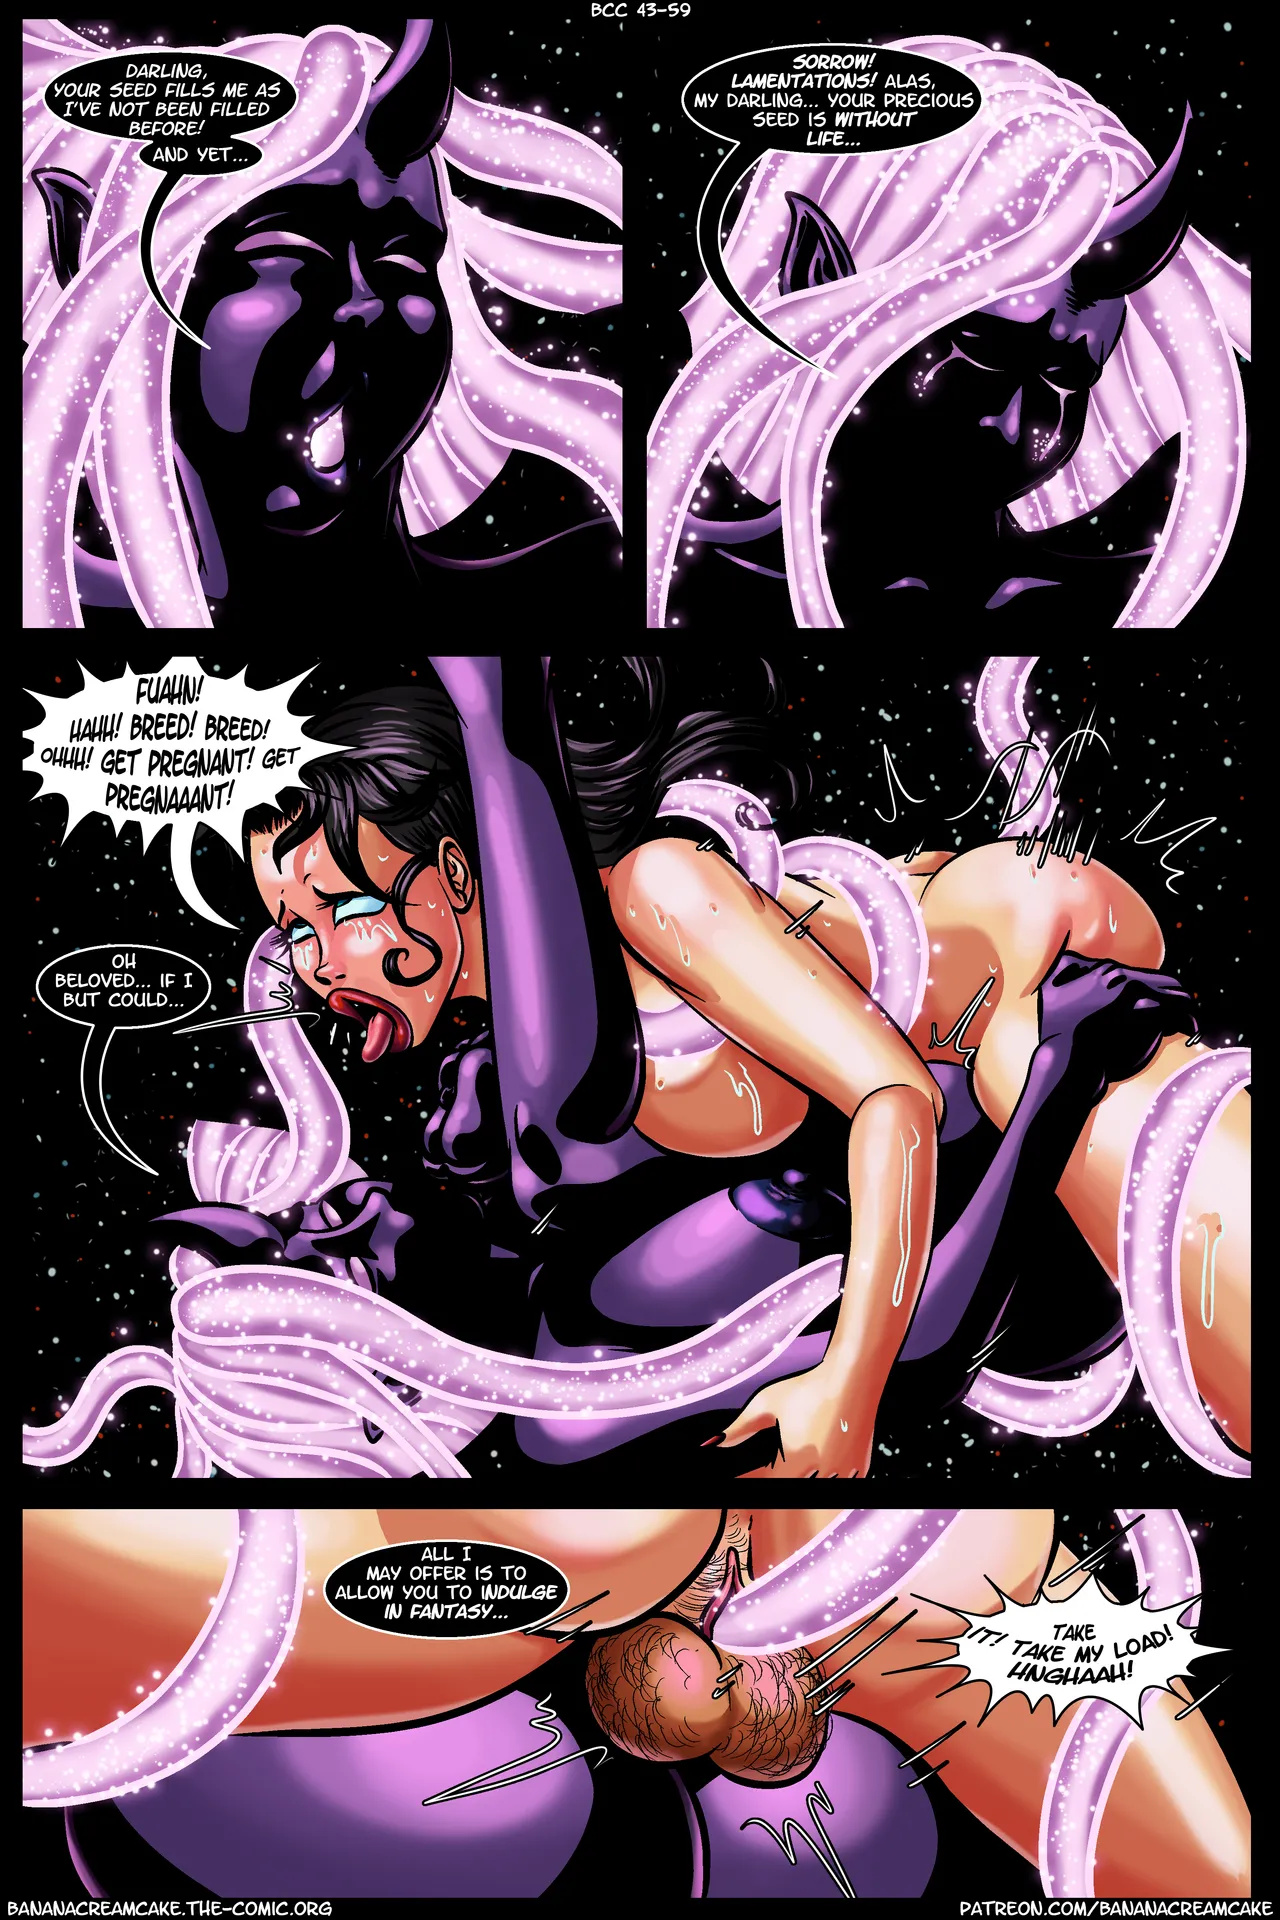 BCC 43-59
DARLING,
YOUR SEED FILLS ME AS
I'VE NOT BEEN FILLED
BEFORE!
AND YET...
SORROW!
LAMENTATIONS! ALAS,
MY DARLING... YOUR PRECIOUS
SEED IS WITHOUT
LIFE...
FUAHN!
HAHH! BREED! BREED!
OHHH! GET PREGNANT! GET
PREGNAAANT!
OH
BELOVED... IF I
BUT COULD...
ALL I
MAY OFFER IS TO
ALLOW YOU TO INDULGE
IN FANTASY...
TAKE
IT! TAKE MY LOAD!
HNGHAAH!
BANANACREAMCAKE.THE-COMIC.ORG
PATREON.COM/BANANACREAMCAKE